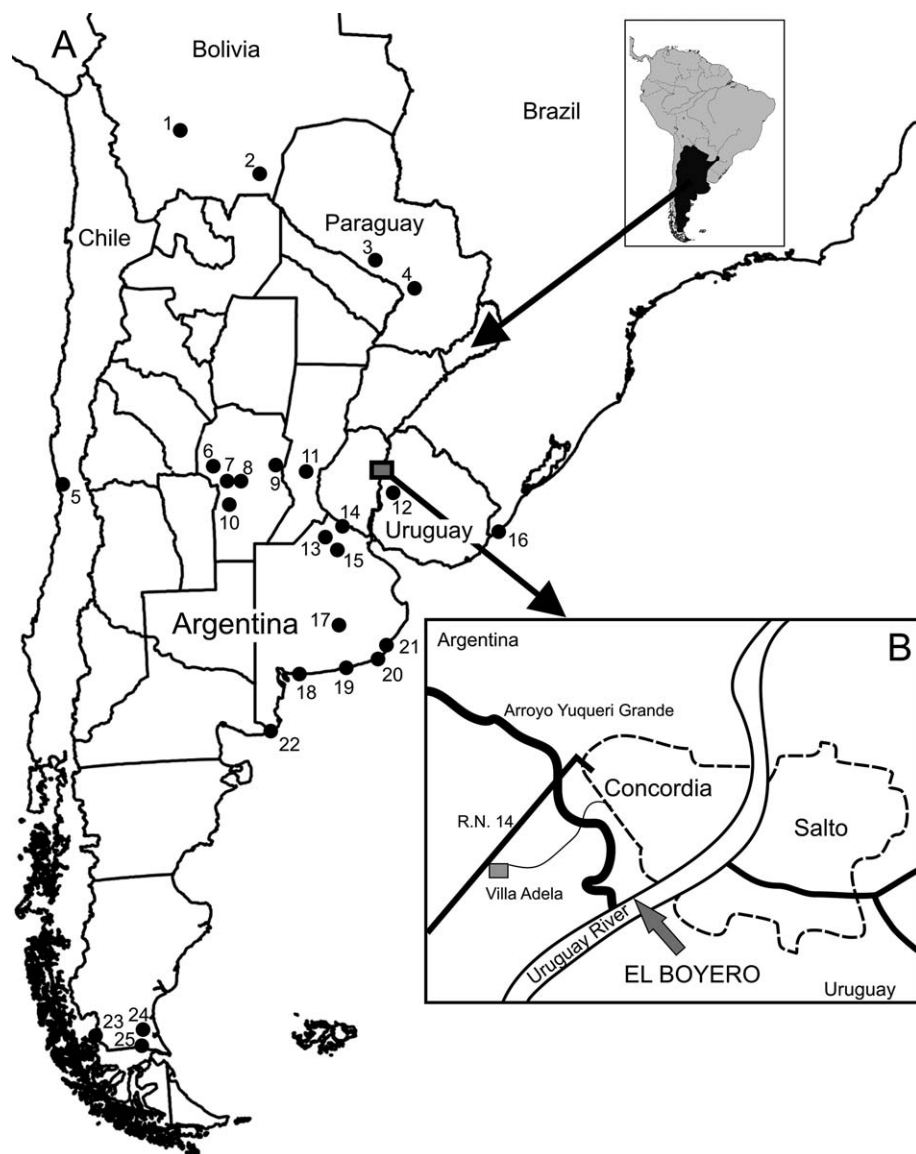 A
Bolivia
Brazil
1
2
Chile
Paraguay
3
4
5
6
7
8
9
11
10
12
Uruguay
16
14
13
15
Argentina
17
21
20
19
18
22
23
24
25
B
Argentina
Arroyo Yuqueri Grande
Concordia
R.N. 14
Salto
Villa Adela
Uruguay River
EL BOYERO
Uruguay